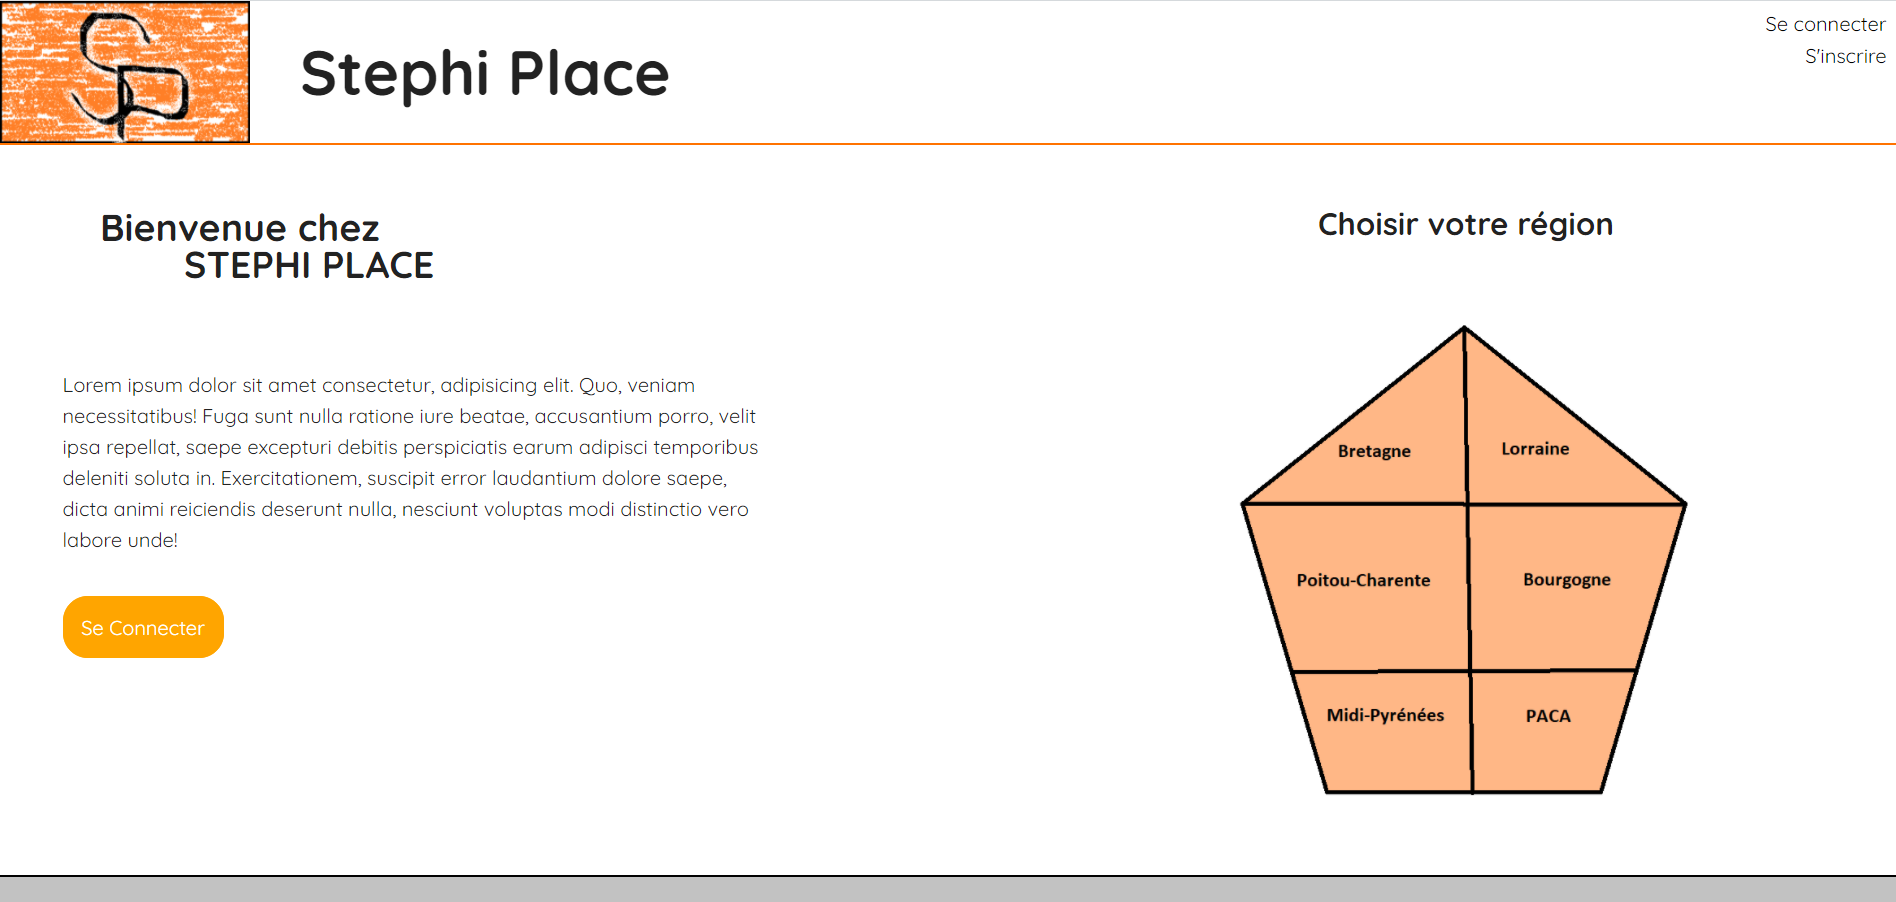 SP
Stephi Place
Se connecter
S'inscrire
Bienvenue chez
STEPHI PLACE
Lorem ipsum dolor sit amet consectetur, adipisicing elit. Quo, veniam
necessitatibus! Fuga sunt nulla ratione iure beatae, accusantium porro, velit
ipsa repellat, saepe excepturi debitis perspiciatis earum adipisci temporibus
deleniti soluta in. Exercitationem, suscipit error laudantium dolore saepe,
dicta animi reiciendis deserunt nulla, nesciunt voluptas modi distinctio vero
labore unde!
Se Connecter
Choisir votre région
Bretagne
Lorraine
Poitou-Charente
Bourgogne
Midi-Pyrénées
PACA